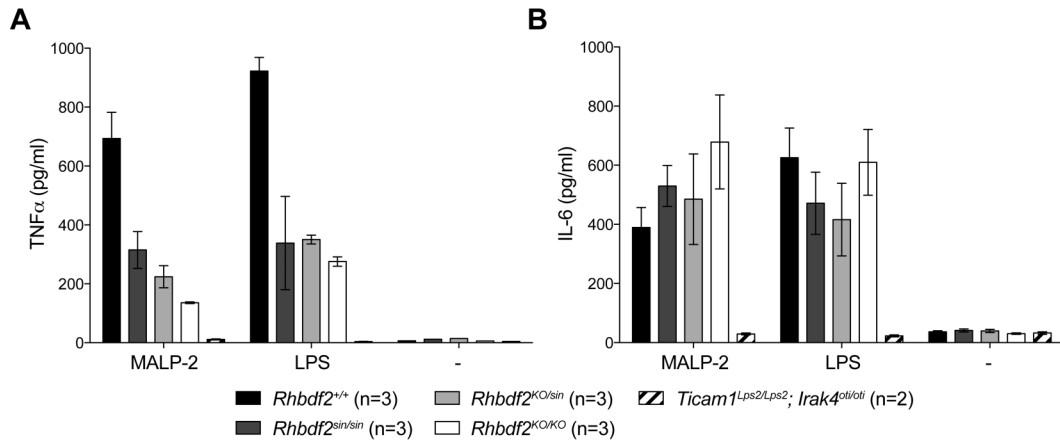 A
B
1000
800
600
400
200
0
TNFα (pg/ml)
MALP-2 LPS -
1000
800
600
400
200
0
IL-6 (pg/ml)
MALP-2 LPS -
Rhbdf2+/+ (n=3) Rhbdf2KO/sin (n=3) Ticam1Lps2/Lps2; Irak4oti/oti (n=2)
Rhbdf2sin/sin (n=3) Rhbdf2KO/KO (n=3)